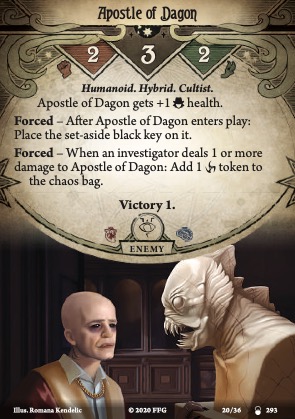 Apostle of Dagon
2 3 2
Humanoid. Hybrid. Cultist.
Apostle of Dagon gets +1 health.
Forced – After Apostle of Dagon enters play:
Place the set-aside black key on it.
Forced – When an investigator deals 1 or more
damage to Apostle of Dagon: Add 1 token to
the chaos bag.
Victory 1.
ENEMY
Illus. Romana Kendelic © 2020 FFG 20/36 293